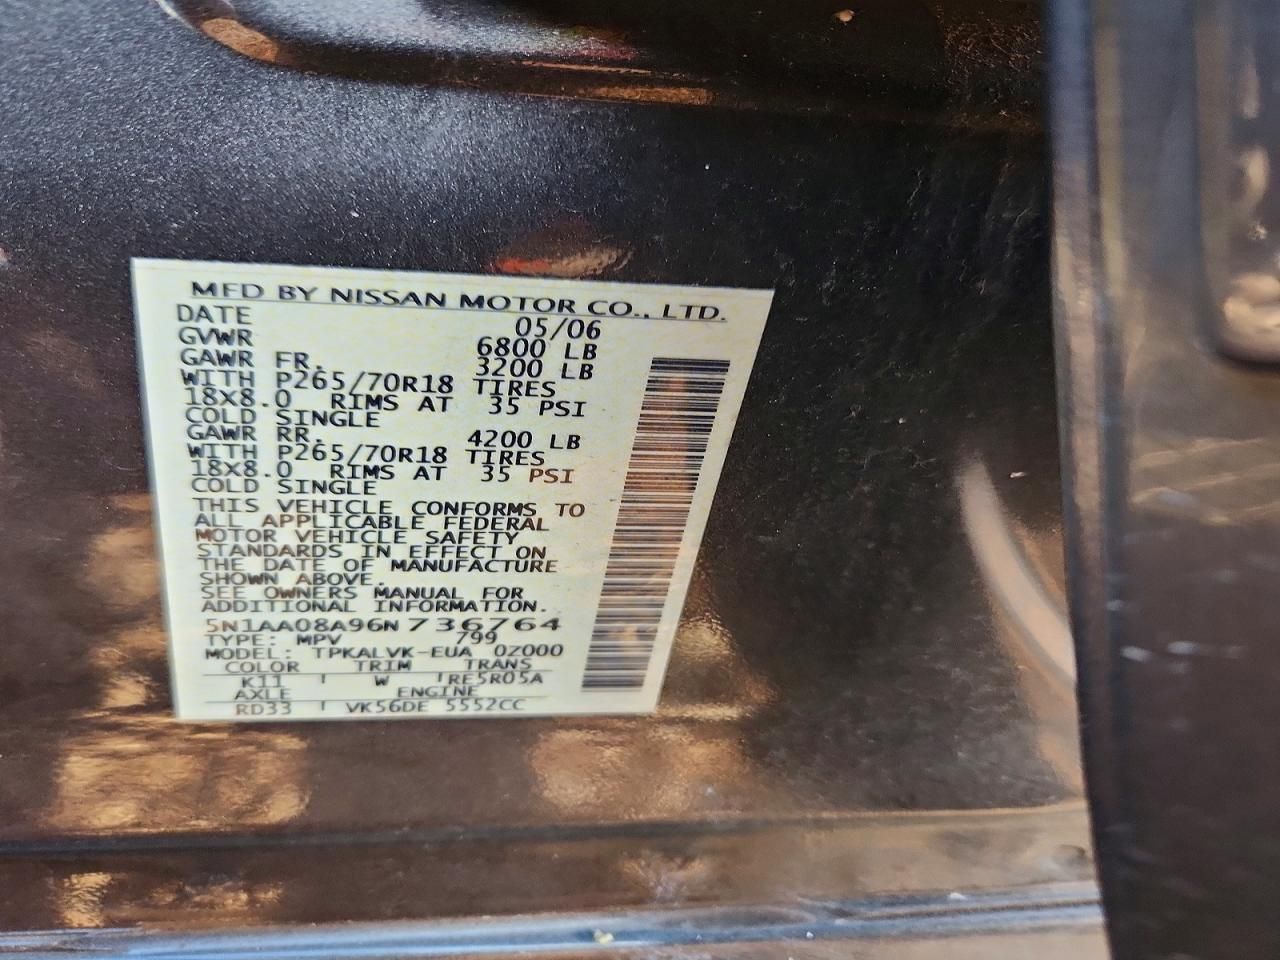 MFD BY NISSAN MOTOR CO., LTD.
DATE 05/06
GVWR 6800 LB
GAWR FR. 3200 LB
WITH P265/70R18 TIRES
18X8.0 RIMS AT 35 PSI
COLD SINGLE
GAWR RR. 4200 LB
WITH P265/70R18 TIRES
18X8.0 RIMS AT 35 PSI
COLD SINGLE
THIS VEHICLE CONFORMS TO
ALL APPLICABLE FEDERAL
MOTOR VEHICLE SAFETY
STANDARDS IN EFFECT ON
THE DATE OF MANUFACTURE
SHOWN ABOVE.
SEE OWNERS MANUAL FOR
ADDITIONAL INFORMATION.
5N1AA08A96N736764
TYPE: MPV 799
MODEL: TPKALVK-EUA 0Z000
COLOR TRIM TRANS
K11 W RE5R05A
AXLE ENGINE
RD33 VK56DE 5552CC